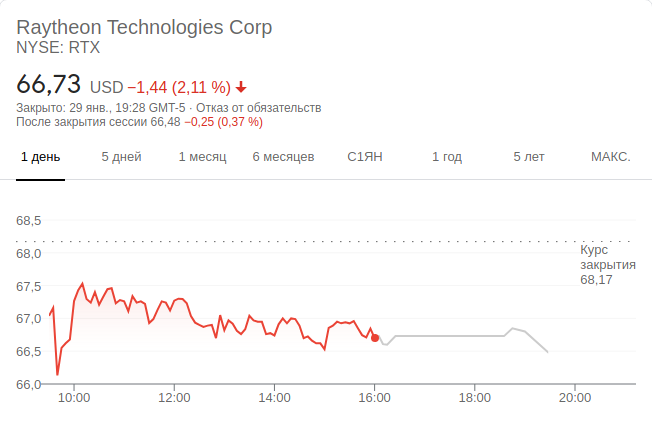 Raytheon Technologies Corp
NYSE: RTX
66,73 USD −1,44 (2,11 %)
Закрыто: 29 янв., 19:28 GMT-5 · Отказ от обязательств
После закрытия сессии 66,48 −0,25 (0,37 %)
1 день 5 дней 1 месяц 6 месяцев С1ЯН 1 год 5 лет МАКС.
68,5
Курс
закрытия
68,17
68,0
67,5
67,0
66,5
66,0
10:00 12:00 14:00 16:00 18:00 20:00